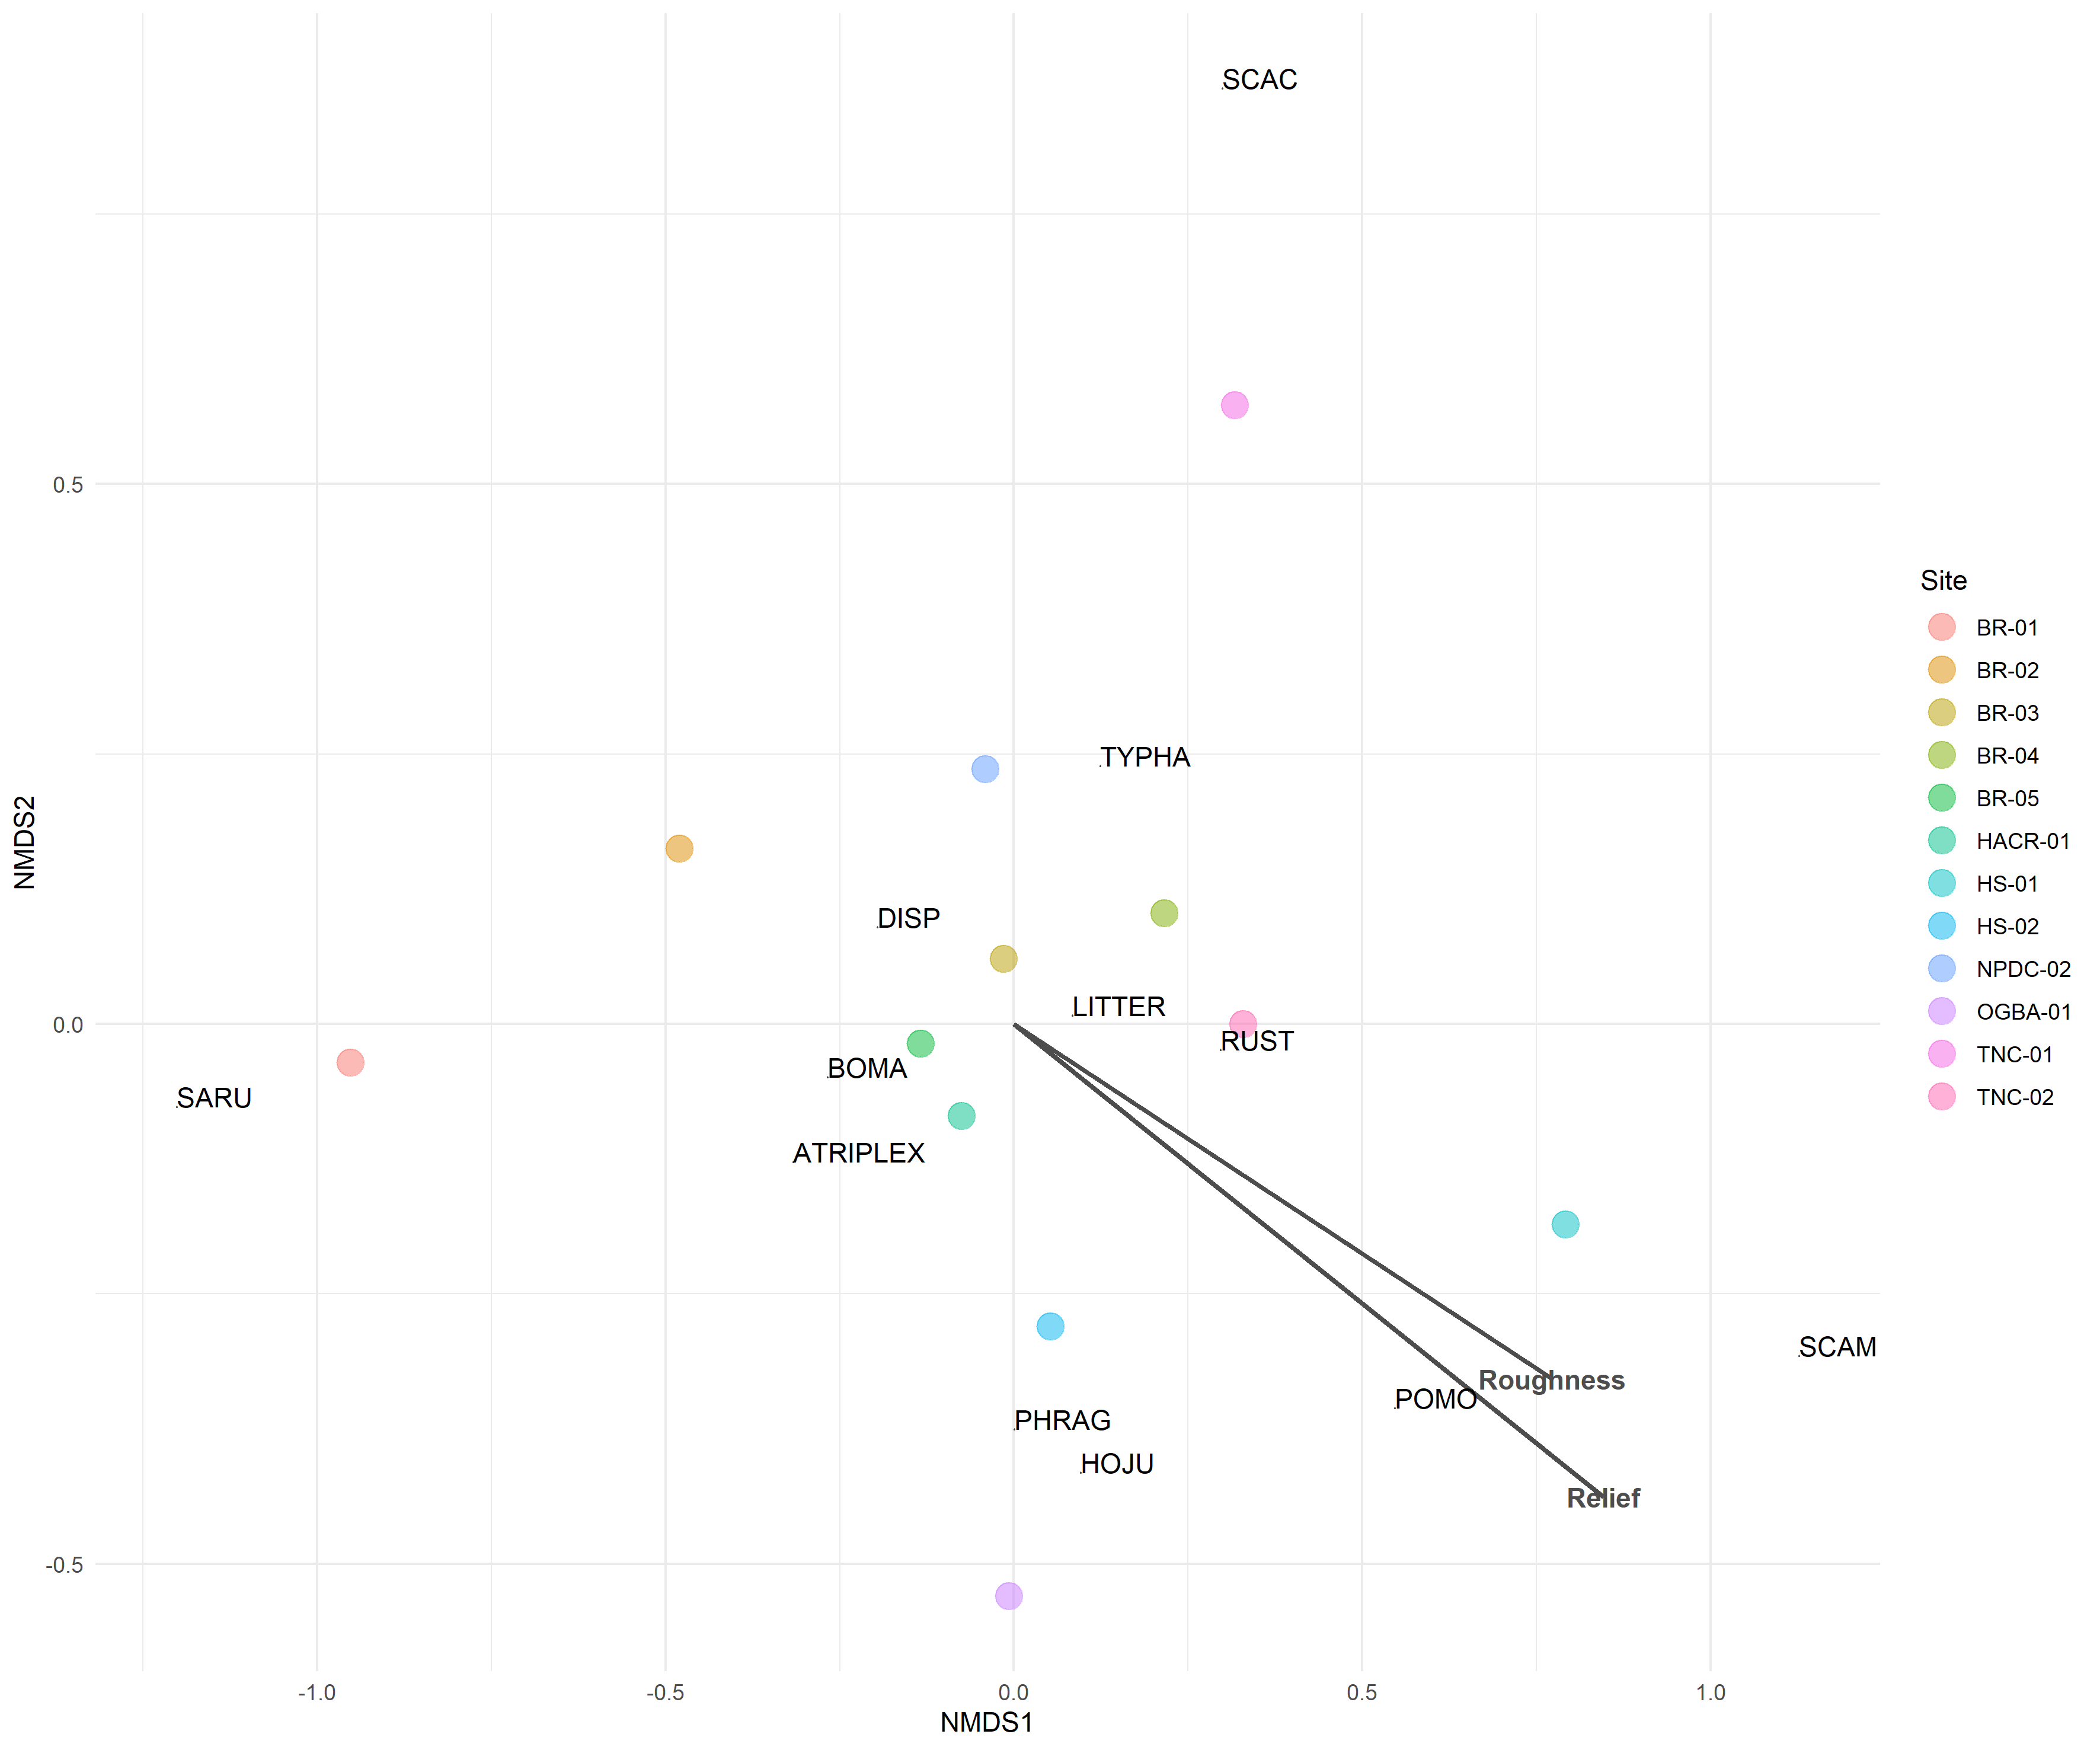 SCAC
0.5
TYPHA
DISP
LITTER
0.0
RUST
BOMA
SARU
ATRIPLEX
SCAM
Roughness
POMO
PHRAG
HOJU
Relief
-0.5
-1.0
-0.5
0.0
0.5
1.0
NMDS1
NMDS2
Site
BR-01
BR-02
BR-03
BR-04
BR-05
HACR-01
HS-01
HS-02
NPDC-02
OGBA-01
TNC-01
TNC-02